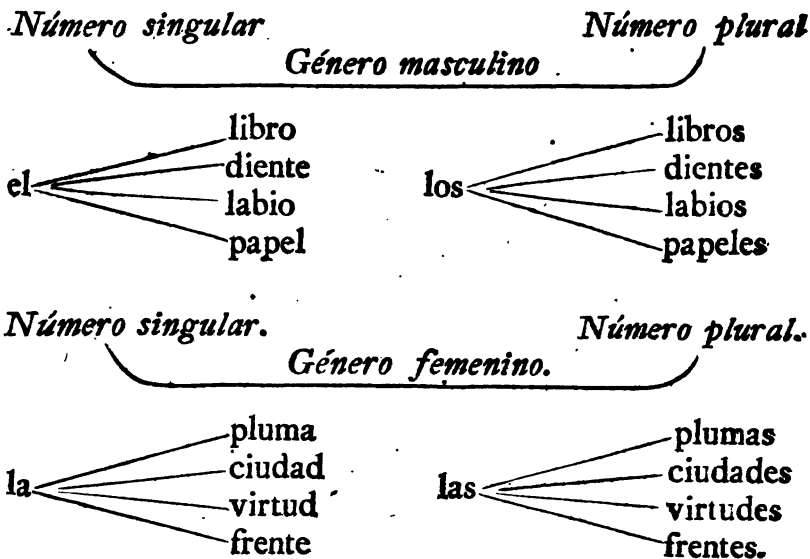 Número singular Número plural
Género masculino
libro libros
diente dientes
el los
labio labios
papel papeles
Número singular. Número plural.
Género femenino.
pluma plumas
ciudad ciudades
la las
virtud virtudes
frente frentes.